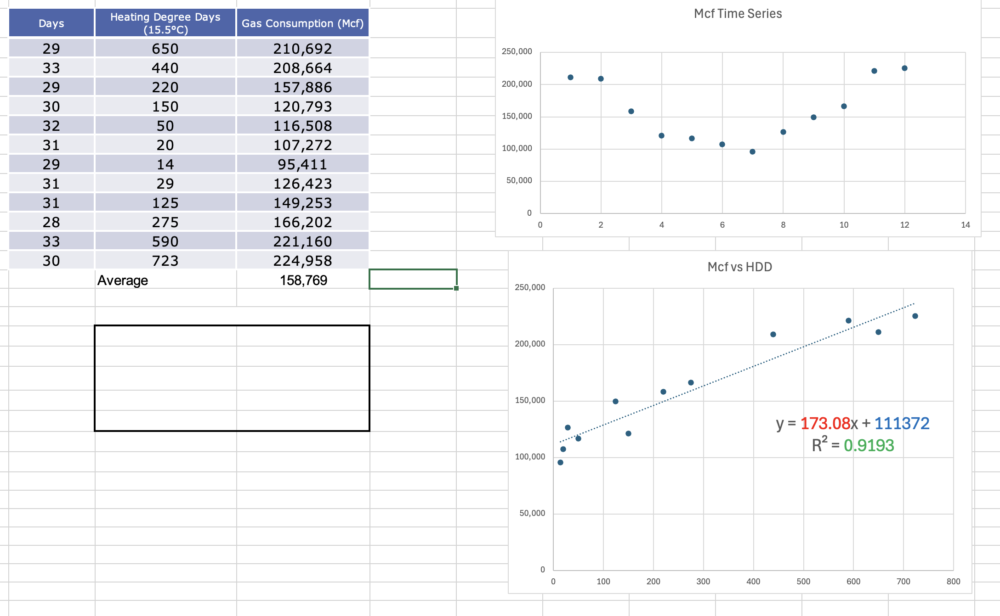 Days Heating Degree Days (15.5°C) Gas Consumption (Mcf)
29 650 210,692
33 440 208,664
29 220 157,886
30 150 120,793
32 50 116,508
31 20 107,272
29 14 95,411
31 29 126,423
31 125 149,253
28 275 166,202
33 590 221,160
30 723 224,958
Average 158,769
Mcf Time Series
250,000
200,000
150,000
100,000
50,000
0
0 2 4 6 8 10 12 14
Mcf vs HDD
250,000
200,000
150,000
100,000
50,000
0
y = 173.08x + 111372
R² = 0.9193
0 100 200 300 400 500 600 700 800